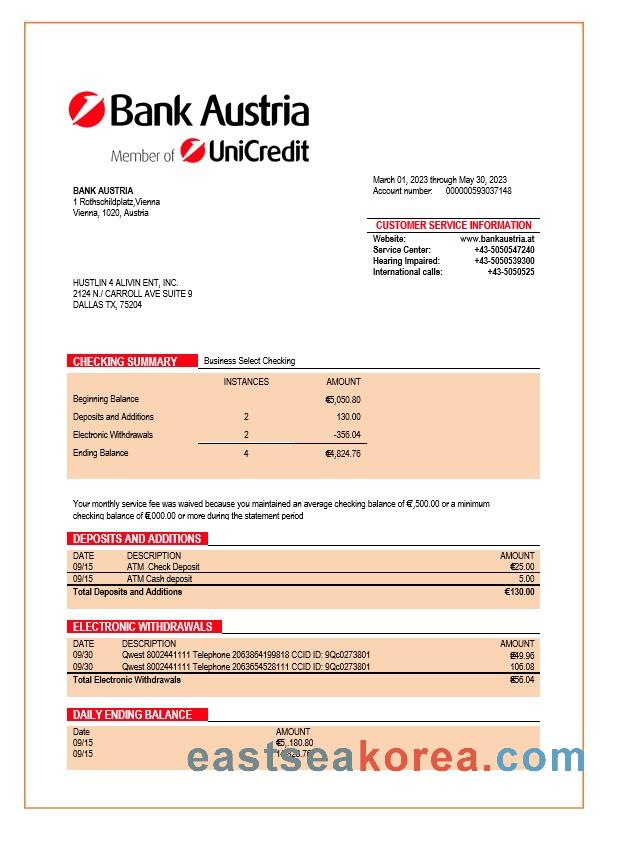 Bank Austria
Member of UniCredit
March 01, 2023 through May 30, 2023
BANK AUSTRIA
Account number: 000000593037148
1 Rothschildplatz,Vienna
Vienna, 1020, Austria
CUSTOMER SERVICE INFORMATION
Website: www.bankaustria.at
Service Center: +43-5050547240
Hearing Impaired: +43-5050539300
International calls: +43-5050525
HUSTLIN 4 ALIVIN ENT, INC.
2124 N./ CARROLL AVE SUITE 9
DALLAS TX, 75204
CHECKING SUMMARY Business Select Checking
INSTANCES AMOUNT
Beginning Balance €5,050.80
Deposits and Additions 2 130.00
Electronic Withdrawals 2 -356.04
Ending Balance 4 €4,824.76
Your monthly service fee was waived because you maintained an average checking balance of €7,500.00 or a minimum
checking balance of €,000.00 or more during the statement period
DEPOSITS AND ADDITIONS
DATE DESCRIPTION AMOUNT
09/15 ATM Check Deposit €25.00
09/15 ATM Cash deposit 5.00
Total Deposits and Additions €130.00
ELECTRONIC WITHDRAWALS
DATE DESCRIPTION AMOUNT
09/30 Qwest 8002441111 Telephone 2063864199818 CCID ID: 9Qc0273801
09/30 Qwest 8002441111 Telephone 2063654528111 CCID ID: 9Qc0273801 106.08
Total Electronic Withdrawals
DAILY ENDING BALANCE
Date AMOUNT
09/15 €5,.180.80
09/15
eastseakorea.com